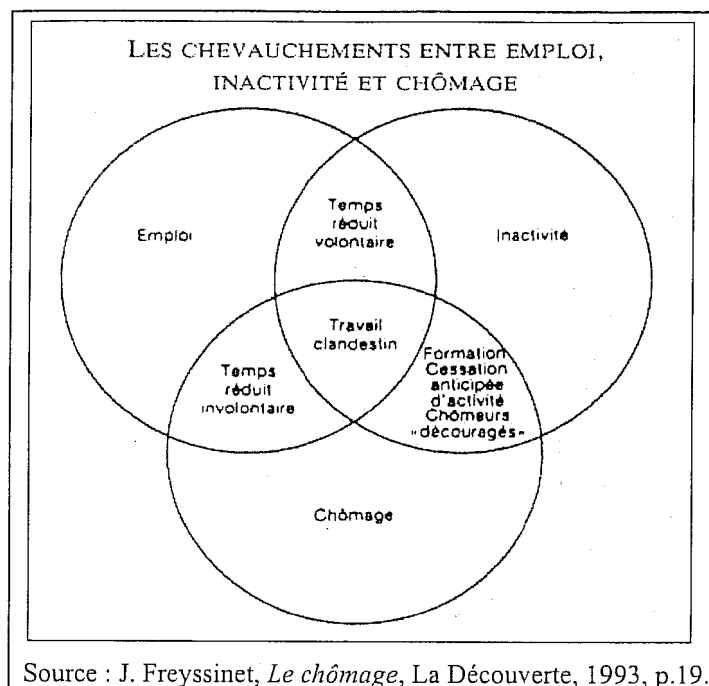 LES CHEVAUCHEMENTS ENTRE EMPLOI,
INACTIVITÉ ET CHÔMAGE
Emploi
Temps
réduit
volontaire
Inactivité
Travail
clandestin
Temps
réduit
involontaire
Formation
Cessation
anticipée
d'activité
Chômeurs
«découragés»
Chômage
Source : J. Freyssinet, Le chômage, La Découverte, 1993, p.19.